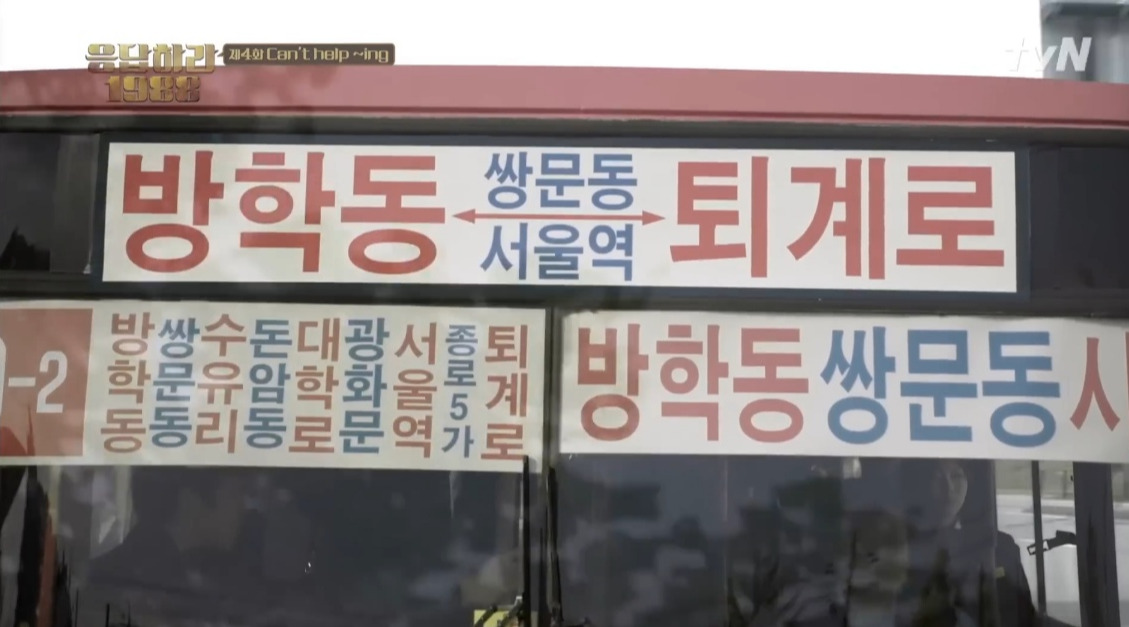 응답하라 1988
제4화 Can't help ~ing
tvN
방학동
쌍문동
서울역
퇴계로
-2
방학동
쌍문동
수유리
돈암동
대학로
광화문
서울역
종로5가
퇴계로
방학동 쌍문동